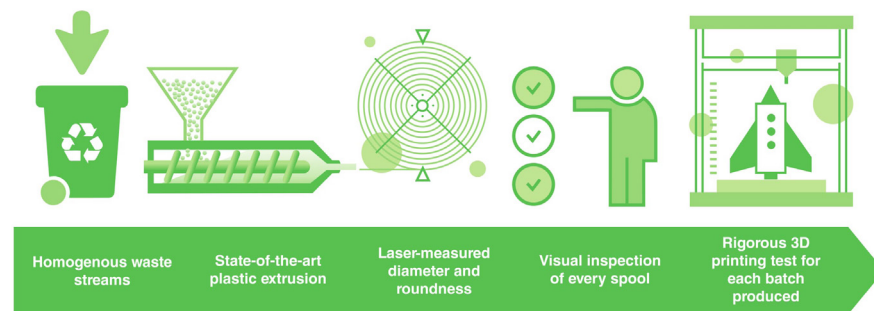 Homogenous waste
streams
State-of-the-art
plastic extrusion
Laser-measured
diameter and
roundness
Visual inspection
of every spool
Rigorous 3D
printing test for
each batch
produced